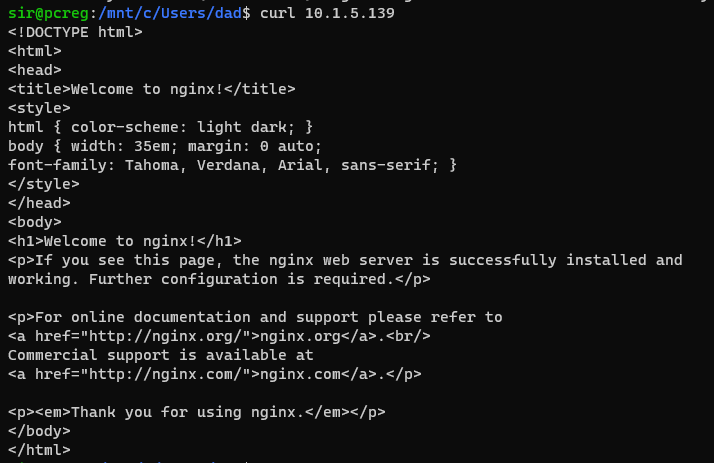 sir@pcreg:/mnt/c/Users/dad$ curl 10.1.5.139
<!DOCTYPE html>
<html>
<head>
<title>Welcome to nginx!</title>
<style>
html { color-scheme: light dark; }
body { width: 35em; margin: 0 auto;
font-family: Tahoma, Verdana, Arial, sans-serif; }
</style>
</head>
<body>
<h1>Welcome to nginx!</h1>
<p>If you see this page, the nginx web server is successfully installed and
working. Further configuration is required.</p>

<p>For online documentation and support please refer to
<a href="http://nginx.org/">nginx.org</a>.<br/>
Commercial support is available at
<a href="http://nginx.com/">nginx.com</a>.</p>

<p><em>Thank you for using nginx.</em></p>
</body>
</html>